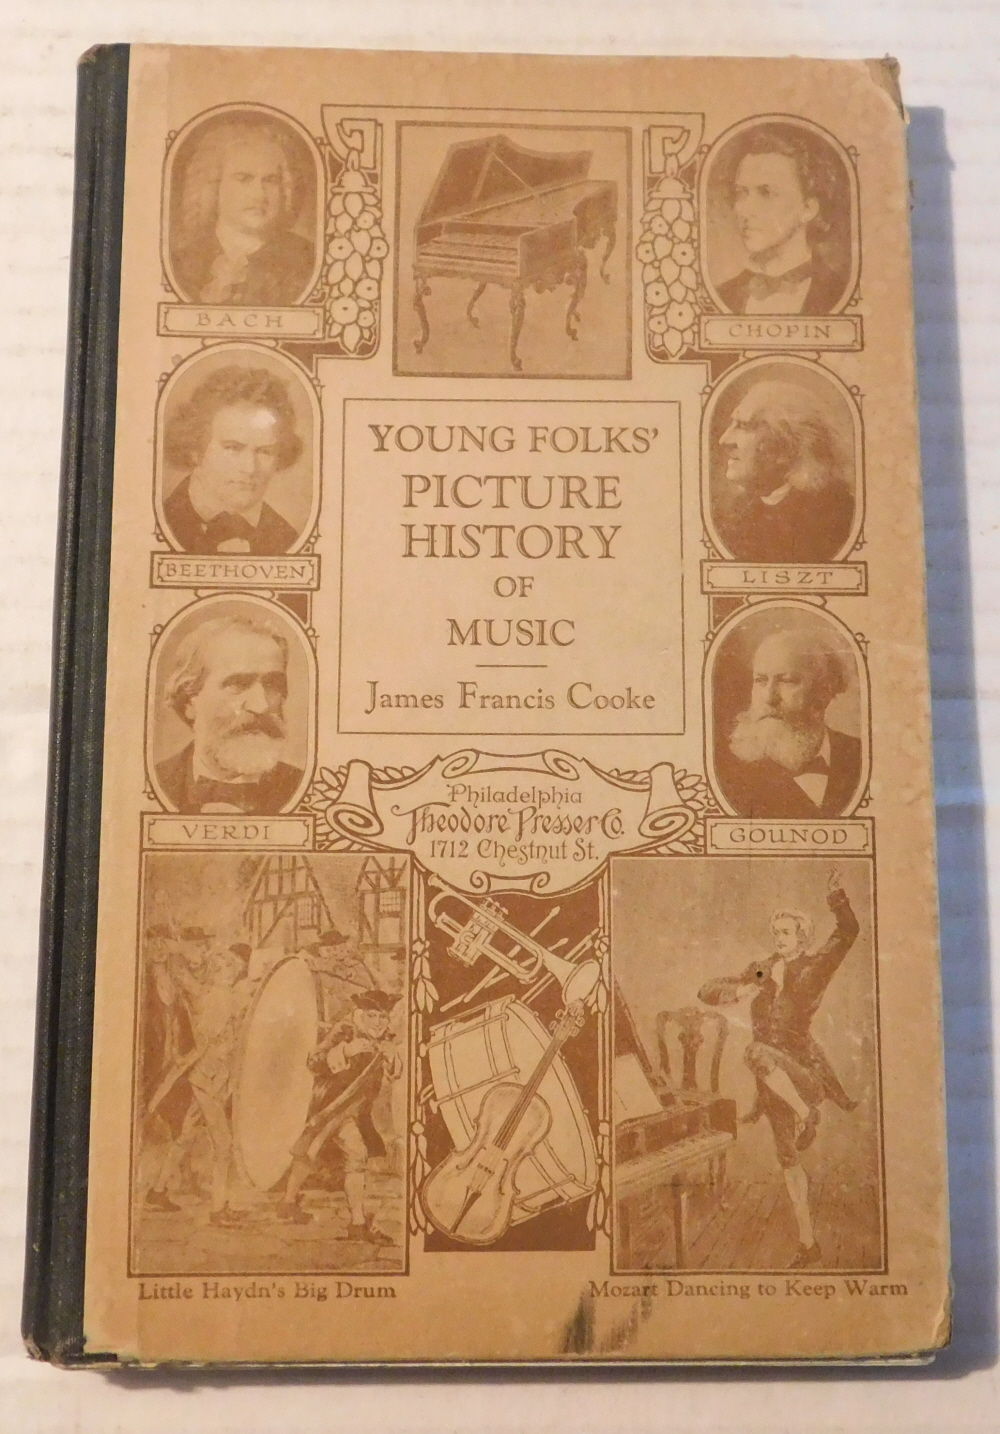 BACH
CHOPIN
BEETHOVEN
LISZT
YOUNG FOLKS'
PICTURE
HISTORY
OF
MUSIC
James Francis Cooke
VERDI
GOUNOD
Philadelphia
Theodore Presser Co.
1712 Chestnut St.
Little Haydn's Big Drum
Mozart Dancing to Keep Warm